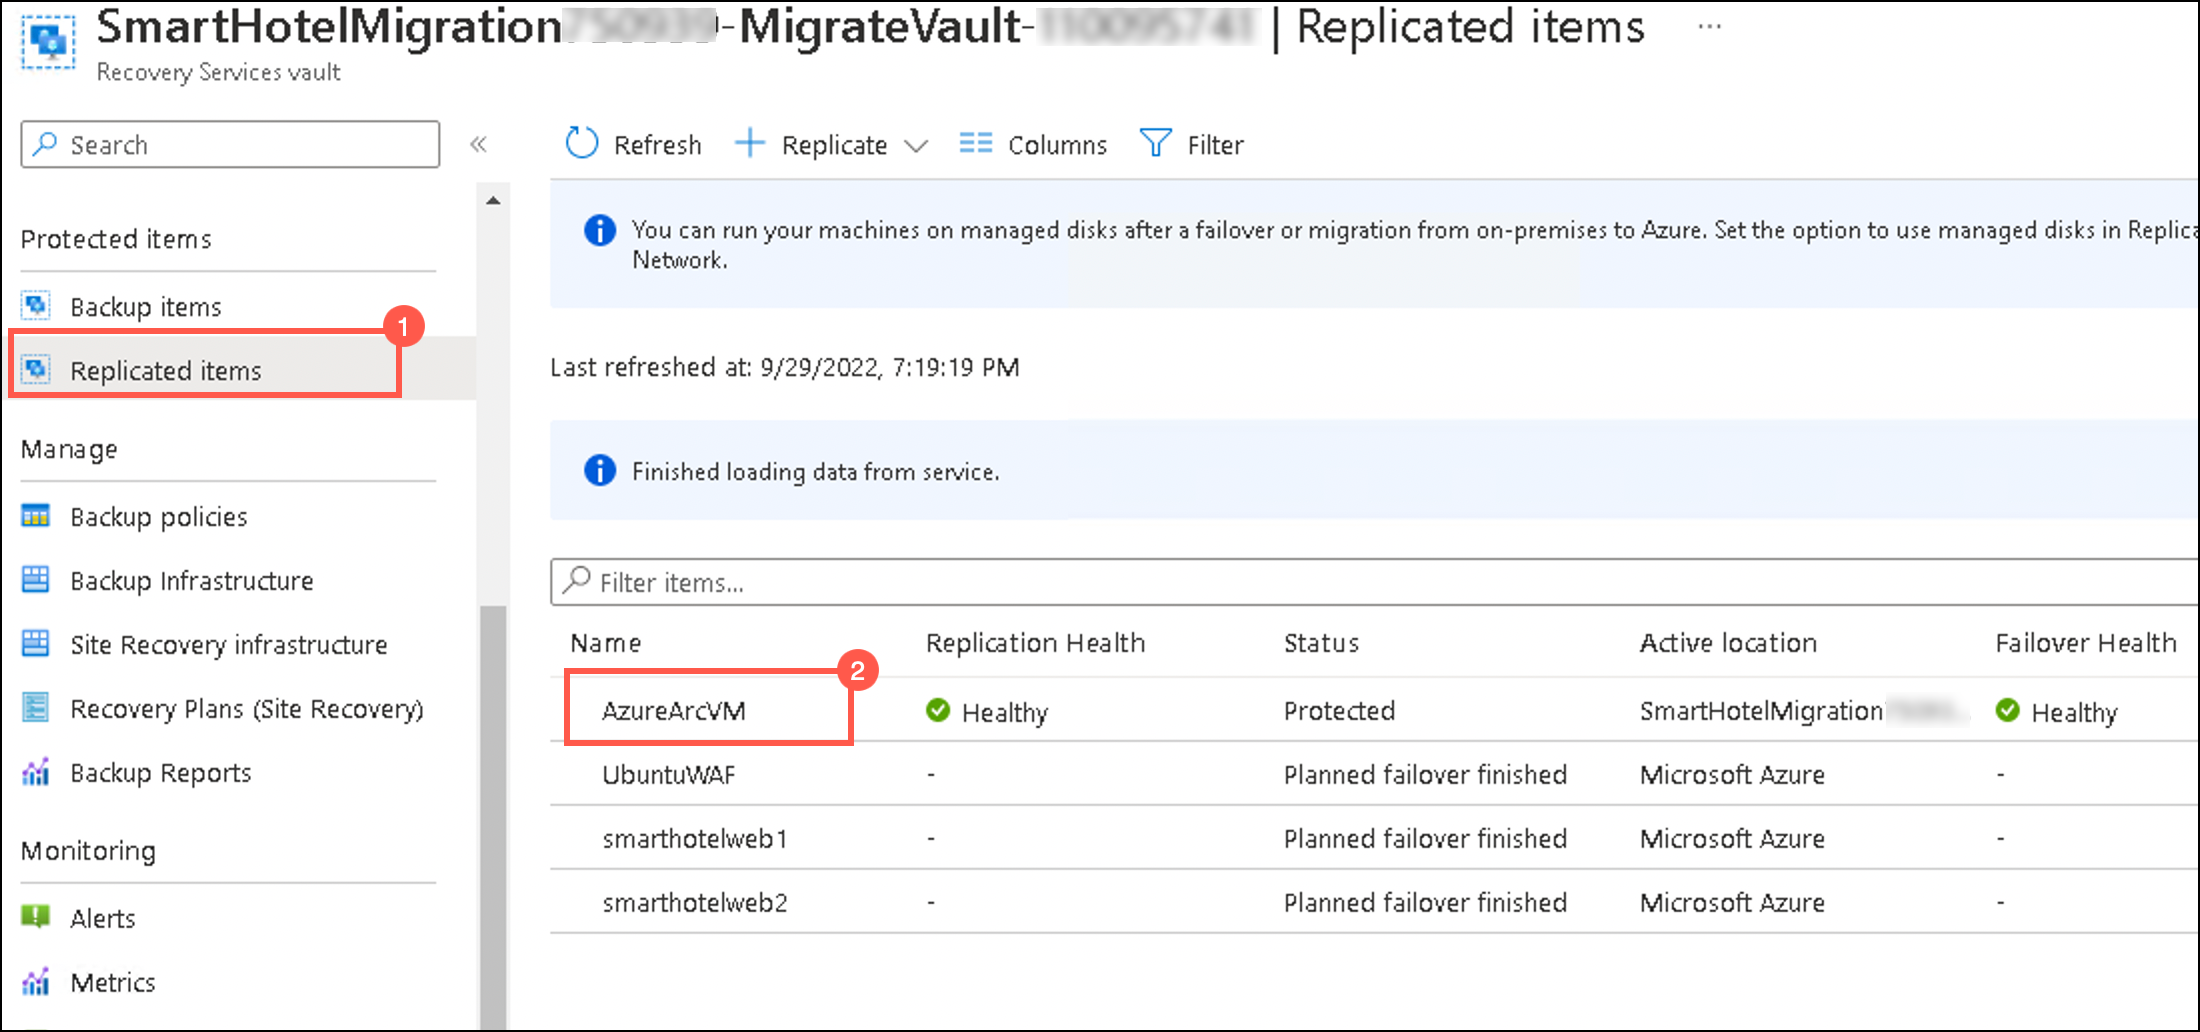 SmartHotelMigration -MigrateVault- | Replicated items ...
Recovery Services vault
Search «
Refresh Replicate Columns Filter
Protected items
Backup items
1
Replicated items
Manage
Backup policies
Backup Infrastructure
Site Recovery infrastructure
Recovery Plans (Site Recovery)
Backup Reports
Monitoring
Alerts
Metrics
You can run your machines on managed disks after a failover or migration from on-premises to Azure. Set the option to use managed disks in Replica
Network.
Last refreshed at: 9/29/2022, 7:19:19 PM
Finished loading data from service.
Filter items...
Name Replication Health Status Active location Failover Health
2
AzureArcVM Healthy Protected SmartHotelMigration Healthy
UbuntuWAF - Planned failover finished Microsoft Azure -
smarthotelweb1 - Planned failover finished Microsoft Azure -
smarthotelweb2 - Planned failover finished Microsoft Azure -